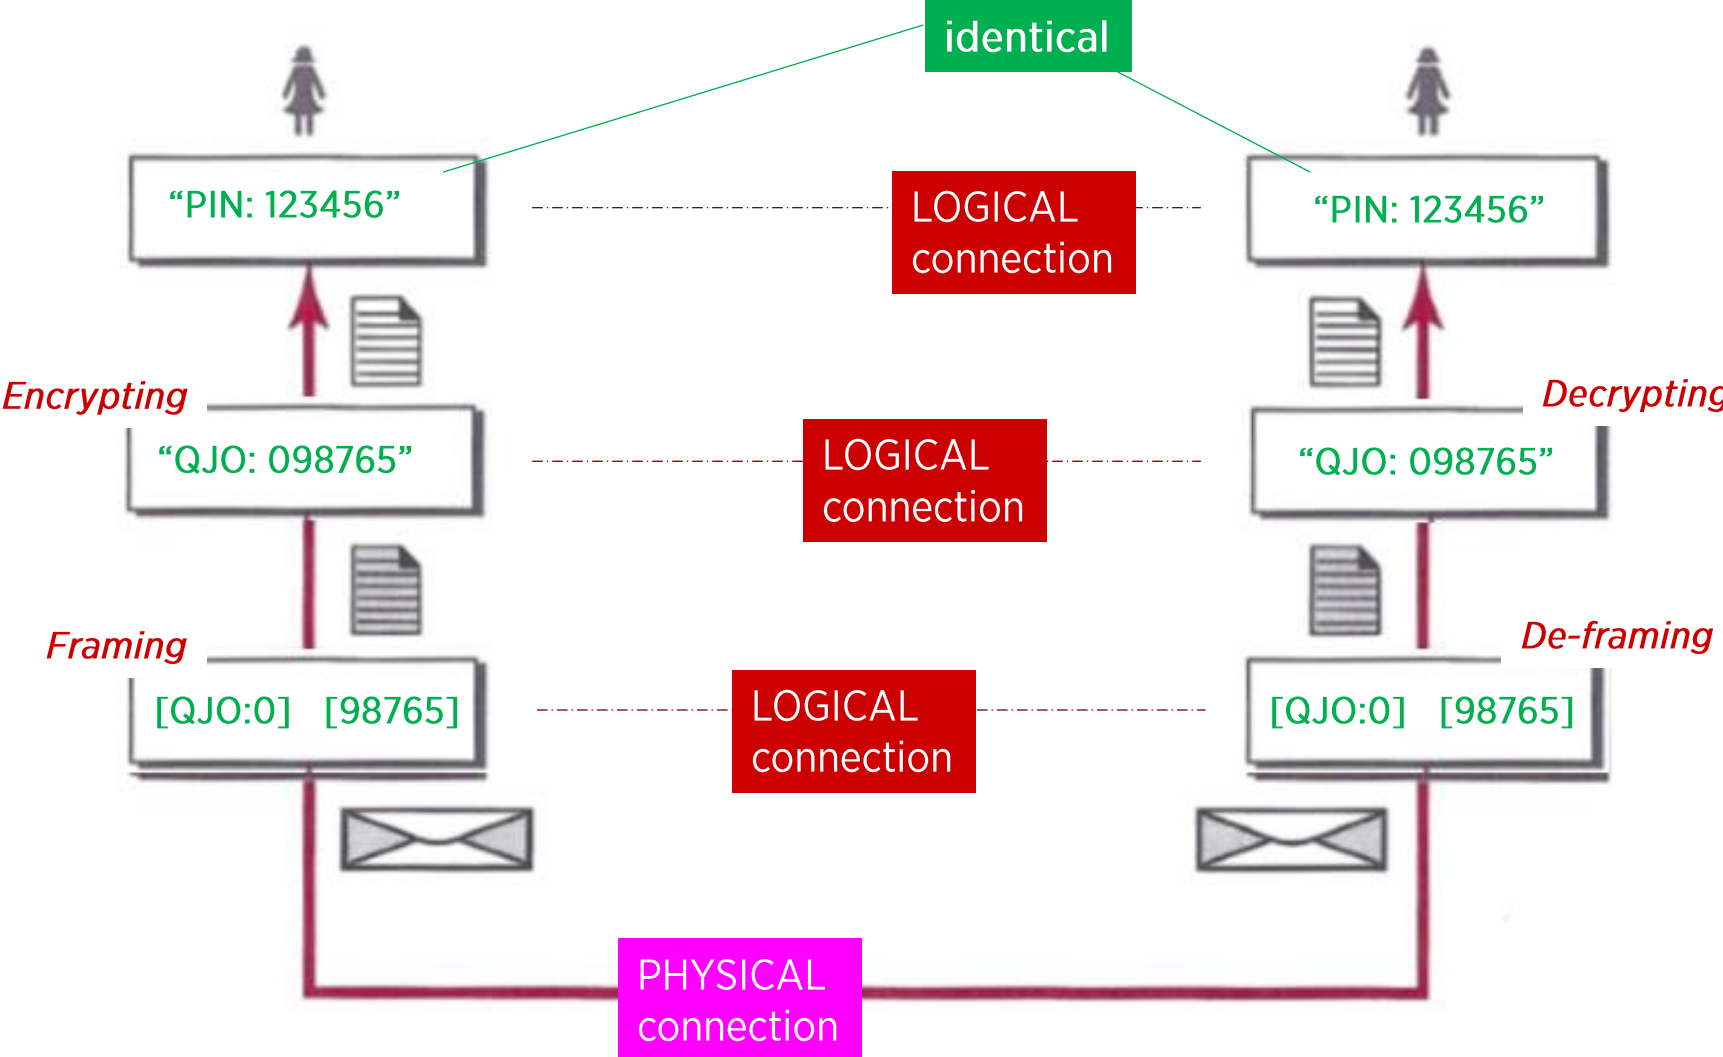 identical
“PIN: 123456”
LOGICAL
connection
“PIN: 123456”
Encrypting
Decrypting
“QJO: 098765”
LOGICAL
connection
“QJO: 098765”
Framing
De-framing
[QJO:0] [98765]
LOGICAL
connection
[QJO:0] [98765]
PHYSICAL
connection